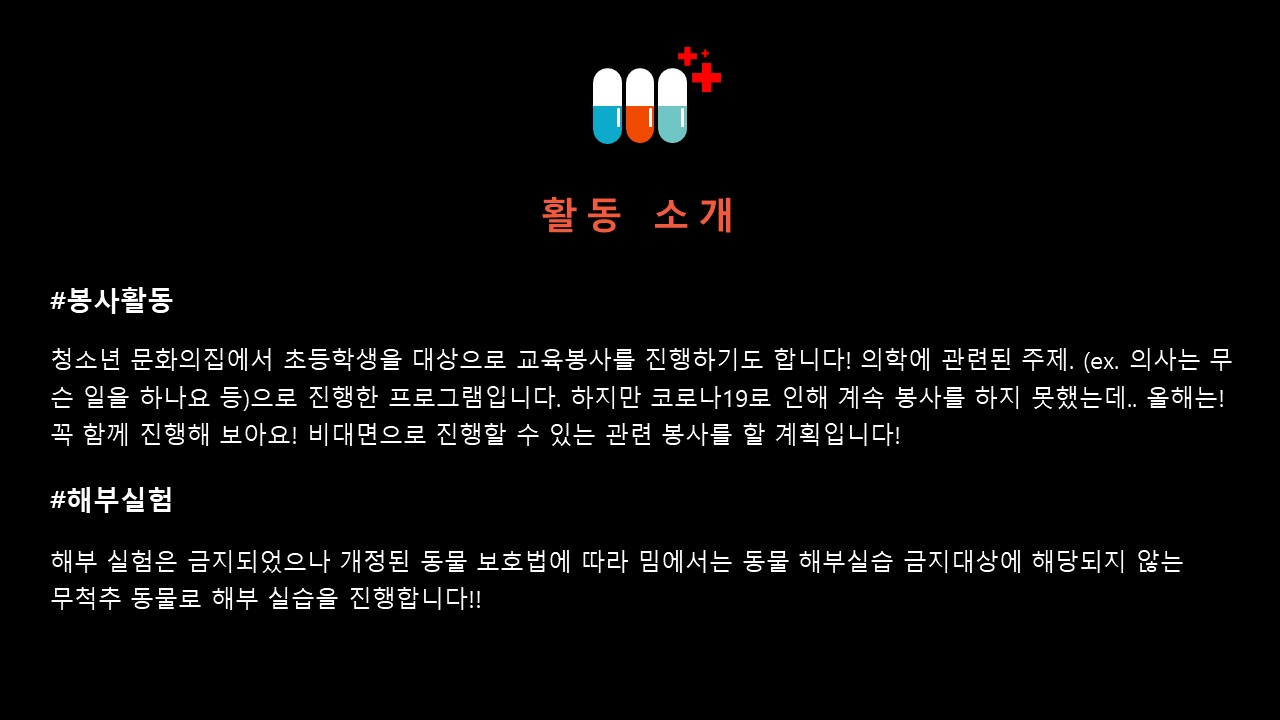 활동 소개
#봉사활동
청소년 문화의집에서 초등학생을 대상으로 교육봉사를 진행하기도 합니다! 의학에 관련된 주제. (ex. 의사는 무
슨 일을 하나요 등)으로 진행한 프로그램입니다. 하지만 코로나19로 인해 계속 봉사를 하지 못했는데.. 올해는!
꼭 함께 진행해 보아요! 비대면으로 진행할 수 있는 관련 봉사를 할 계획입니다!
#해부실험
해부 실험은 금지되었으나 개정된 동물 보호법에 따라 밈에서는 동물 해부실습 금지대상에 해당되지 않는
무척추 동물로 해부 실습을 진행합니다!!